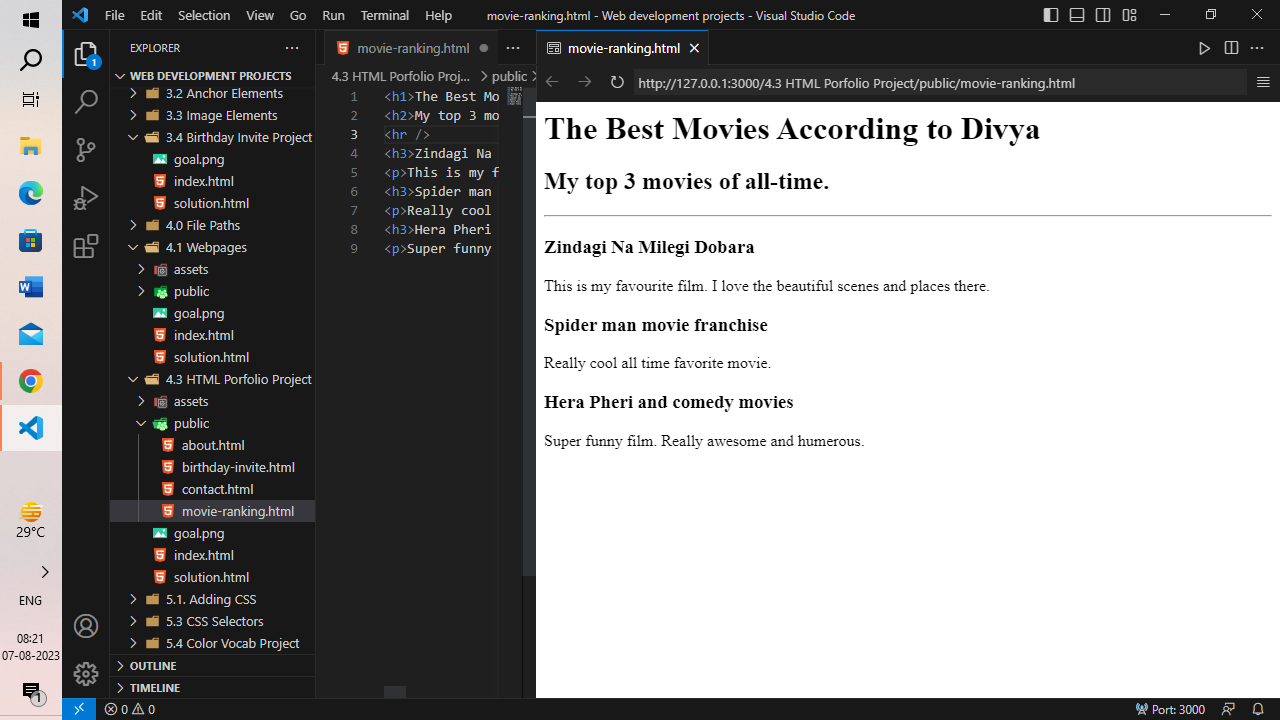 File Edit Selection View Go Run Terminal Help
movie-ranking.html - Web development projects - Visual Studio Code
EXPLORER
WEB DEVELOPMENT PROJECTS
3.2 Anchor Elements
3.3 Image Elements
3.4 Birthday Invite Project
goal.png
index.html
solution.html
4.0 File Paths
4.1 Webpages
assets
public
goal.png
index.html
solution.html
4.3 HTML Porfolio Project
assets
public
about.html
birthday-invite.html
contact.html
movie-ranking.html
goal.png
index.html
solution.html
5.1. Adding CSS
5.3 CSS Selectors
5.4 Color Vocab Project
OUTLINE
TIMELINE
1
29°C
ENG
08:21
07-08-2023
1
movie-ranking.html
4.3 HTML Porfolio Proj... > public >
1 <h1>The Best Mo
2 <h2>My top 3 mo
3 <hr />
4 <h3>Zindagi Na
5 <p>This is my f
6 <h3>Spider man
7 <p>Really cool
8 <h3>Hera Pheri
9 <p>Super funny
movie-ranking.html
http://127.0.0.1:3000/4.3 HTML Porfolio Project/public/movie-ranking.html
The Best Movies According to Divya
My top 3 movies of all-time.
Zindagi Na Milegi Dobara
This is my favourite film. I love the beautiful scenes and places there.
Spider man movie franchise
Really cool all time favorite movie.
Hera Pheri and comedy movies
Super funny film. Really awesome and humerous.
0 0
Port: 3000